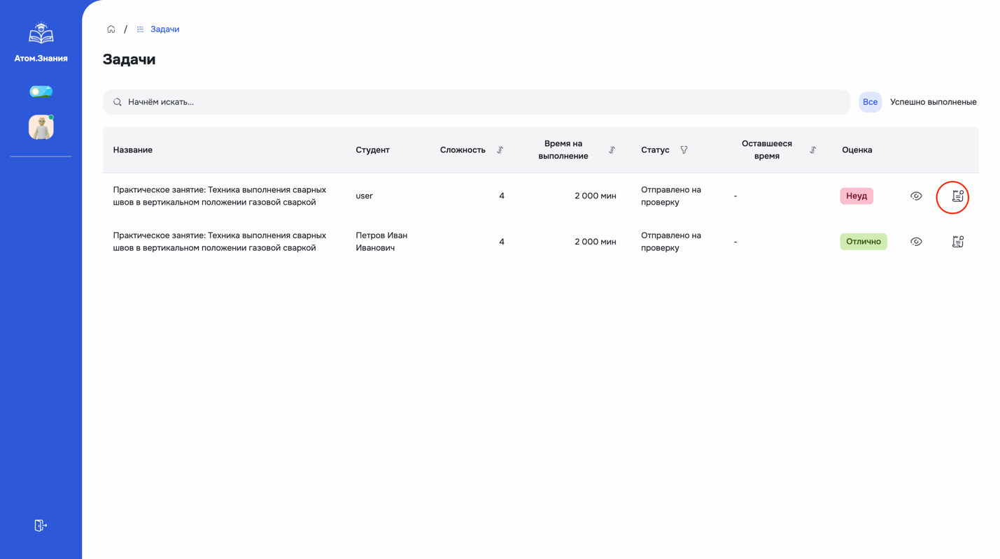 Атом.Знания
/ Задачи
Задачи
Начнём искать...
Все Успешно выполненые
Название
Студент
Сложность
Время на
выполнение
Статус
Оставшееся
время
Оценка
Практическое занятие: Техника выполнения сварных
швов в вертикальном положении газовой сваркой
user
4
2 000 мин
Отправлено на
проверку
-
Неуд
Практическое занятие: Техника выполнения сварных
швов в вертикальном положении газовой сваркой
Петров Иван
Иванович
4
2 000 мин
Отправлено на
проверку
-
Отлично